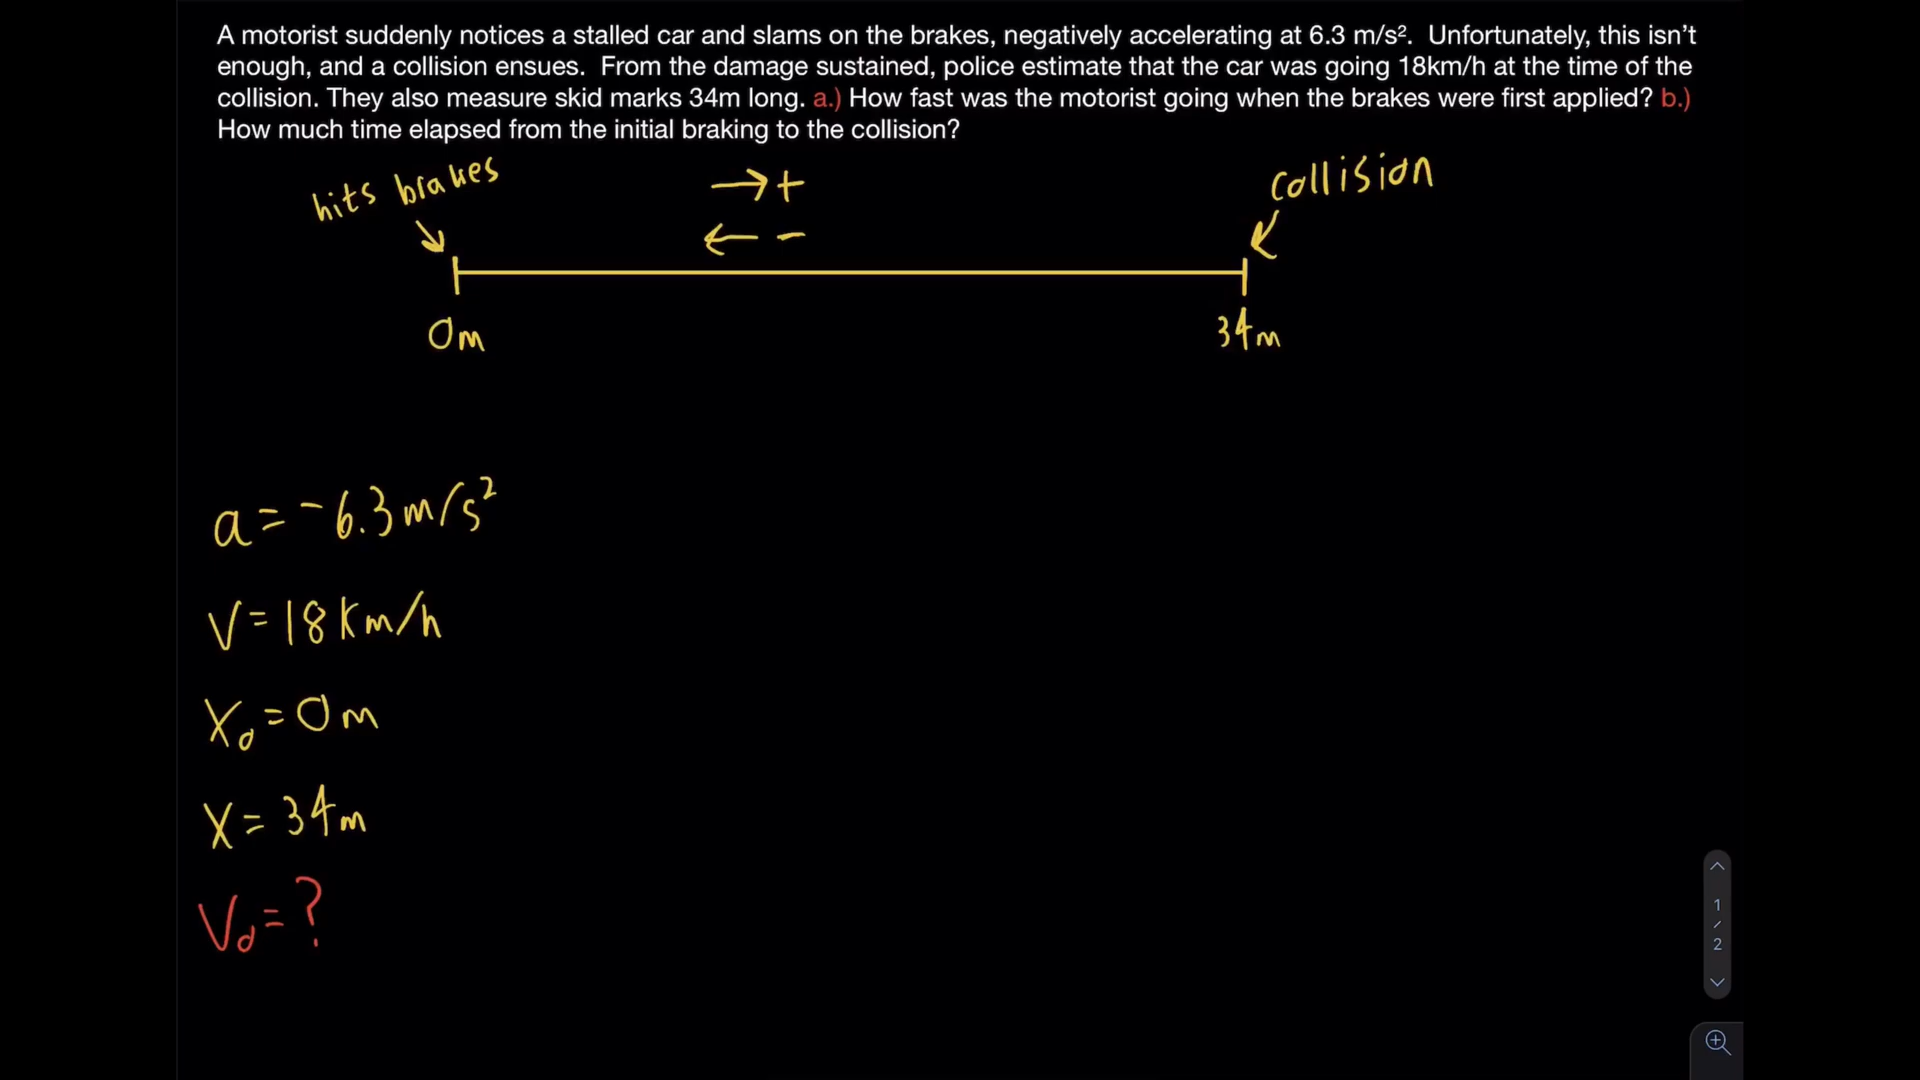 A motorist suddenly notices a stalled car and slams on the brakes, negatively accelerating at 6.3 m/s². Unfortunately, this isn't
enough, and a collision ensues. From the damage sustained, police estimate that the car was going 18km/h at the time of the
collision. They also measure skid marks 34m long. a.) How fast was the motorist going when the brakes were first applied? b.)
How much time elapsed from the initial braking to the collision?
hits brakes
→ +
← -
collision
0m
34m
a = -6.3 m/s²
V = 18 km/h
X₀ = 0m
X = 34m
V₀ = ?
1
/
2